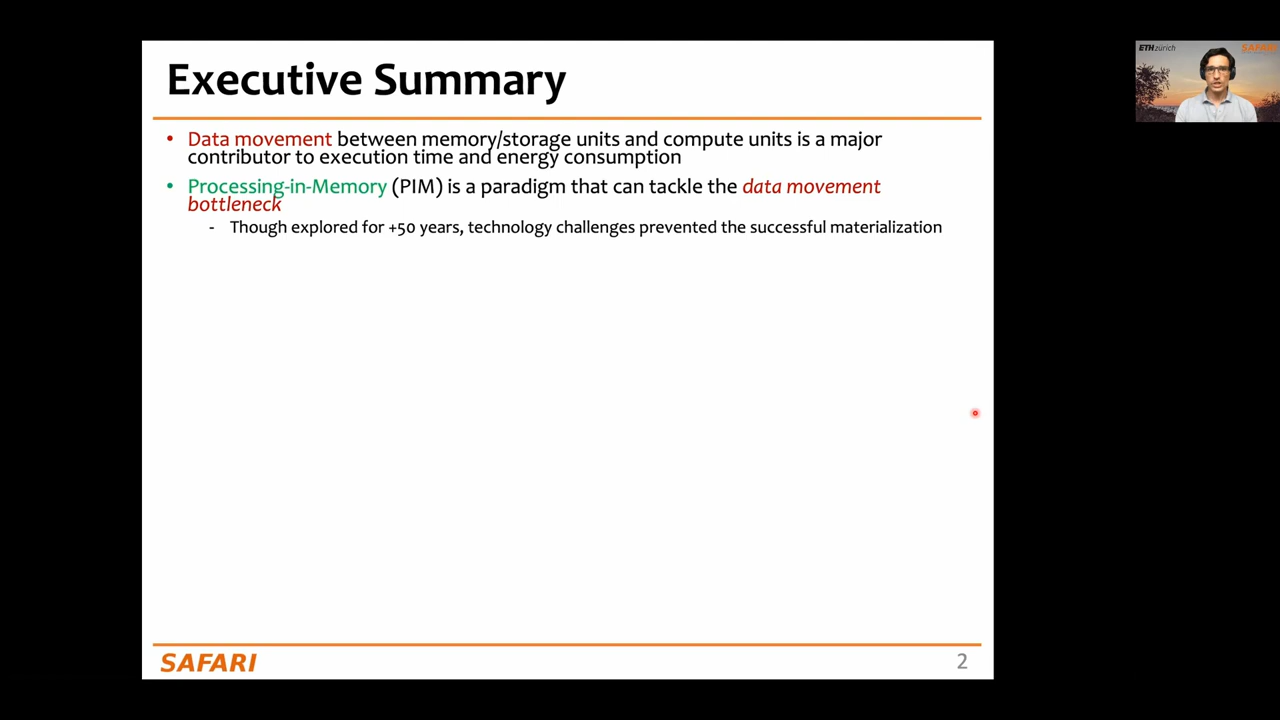 Executive Summary
ETH zürich
SAFARI
• Data movement between memory/storage units and compute units is a major
contributor to execution time and energy consumption
• Processing-in-Memory (PIM) is a paradigm that can tackle the data movement
bottleneck
- Though explored for +50 years, technology challenges prevented the successful materialization
SAFARI
2